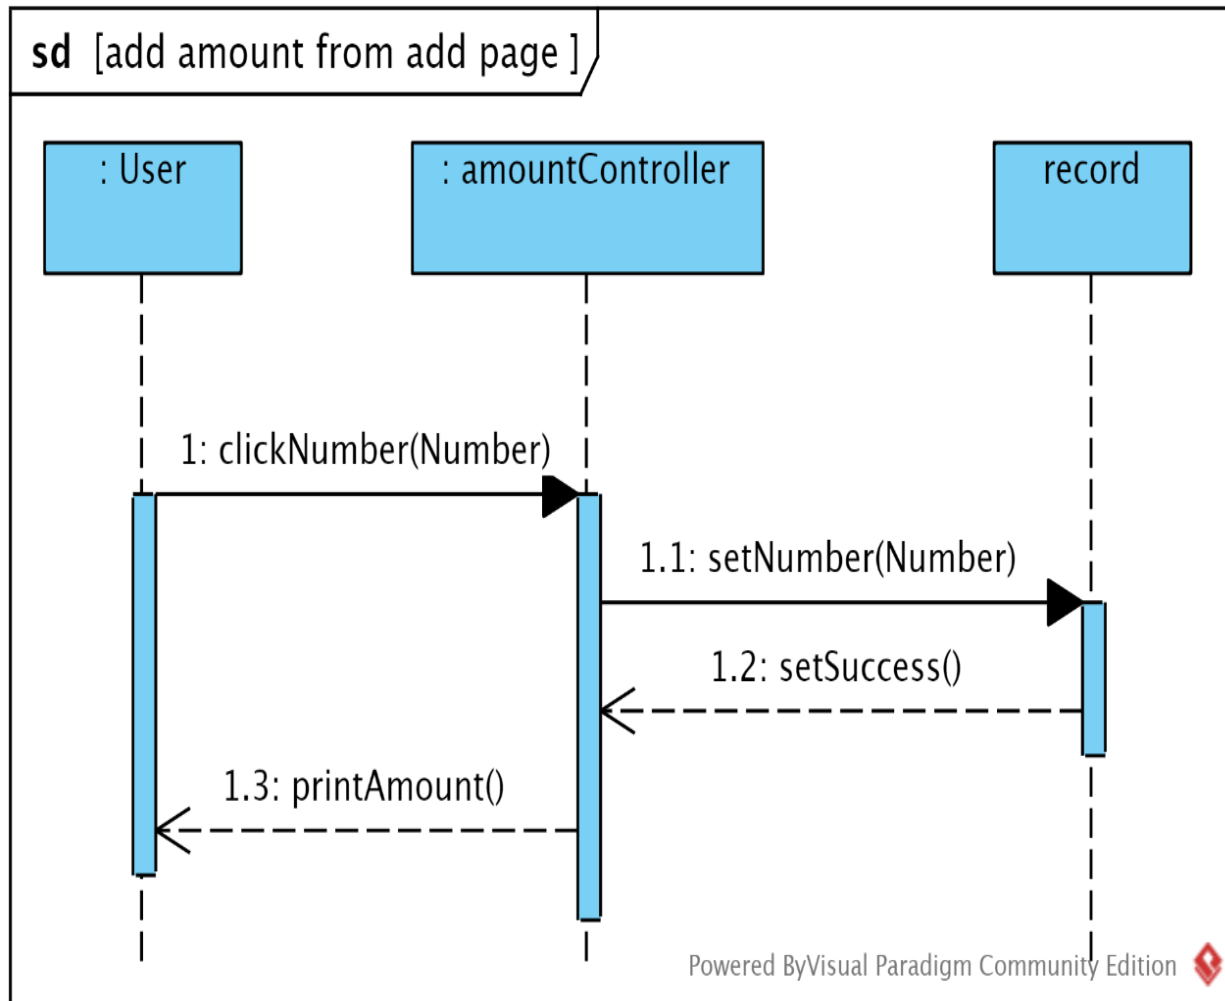 sd [add amount from add page ]
: User
: amountController
record
1: clickNumber(Number)
1.1: setNumber(Number)
1.2: setSuccess()
1.3: printAmount()
Powered ByVisual Paradigm Community Edition